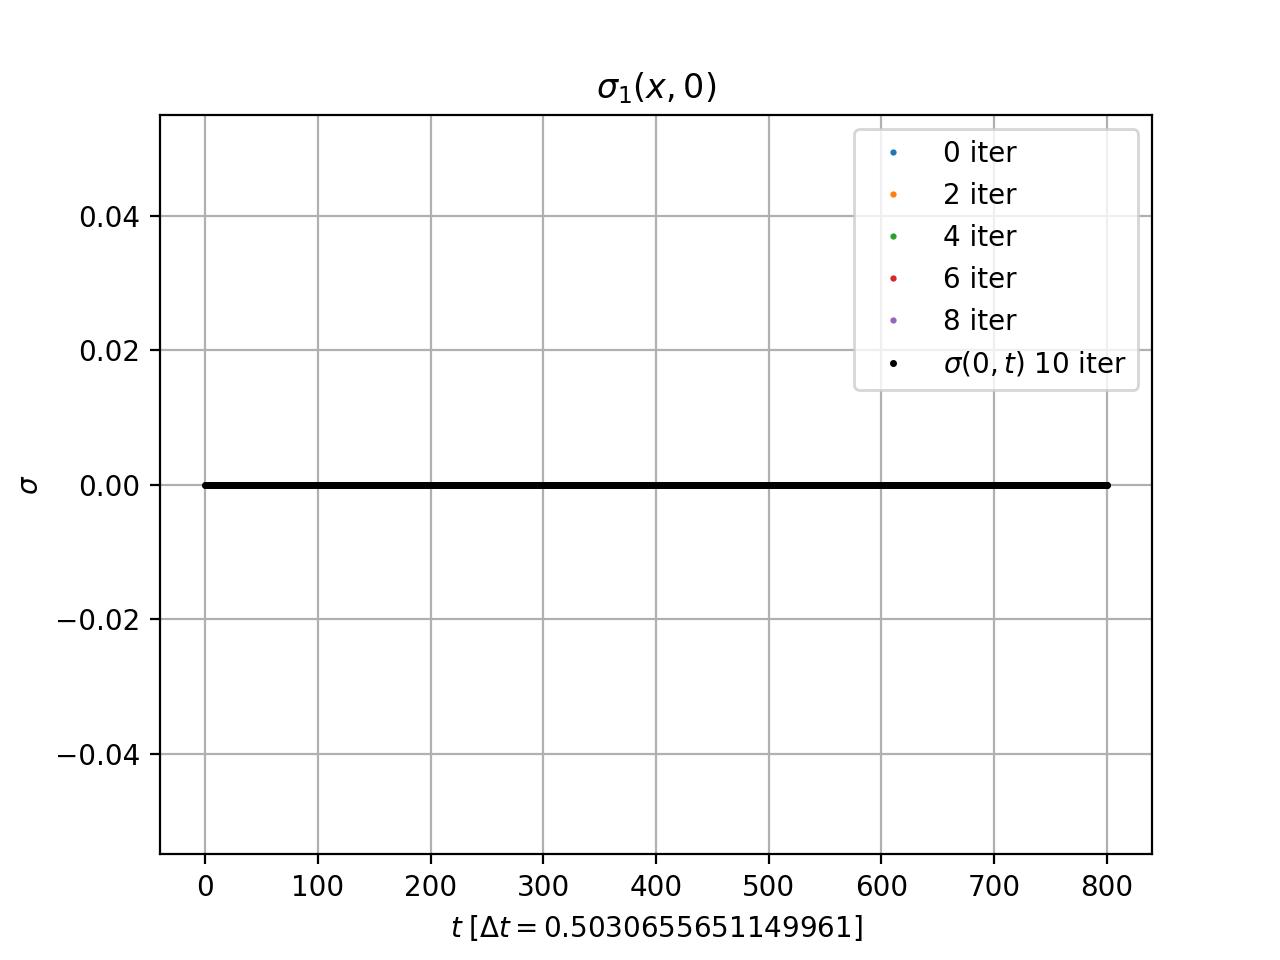 σ₁(x, 0)
0 iter
2 iter
4 iter
6 iter
8 iter
σ(0, t) 10 iter
σ
0.04
0.02
0.00
−0.02
−0.04
0 100 200 300 400 500 600 700 800
t [Δt = 0.5030655651149961]